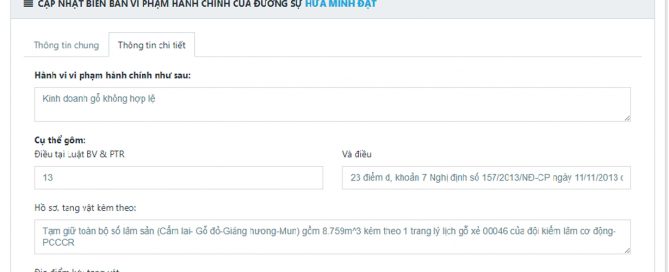 CẬP NHẬT BIÊN BẢN VI PHẠM HÀNH CHÍNH CỦA ĐƯƠNG SỰ HỨA MINH ĐẠT
Thông tin chung Thông tin chi tiết
Hành vi vi phạm hành chính như sau:
Kinh doanh gỗ không hợp lệ
Cụ thể gồm:
Điều tại Luật BV & PTR Và điều
13 23 điểm d, khoản 7 Nghị định số 157/2013/NĐ-CP ngày 11/11/2013
Hồ sơ, tang vật kèm theo:
Tạm giữ toàn bộ số lâm sản (Cẩm lai- Gõ đỏ-Giáng hương-Mun) gồm 8.759m^3 kèm theo 1 trang lý lịch gỗ xẻ 00046 của đội kiểm lâm cơ động-
PCCCR